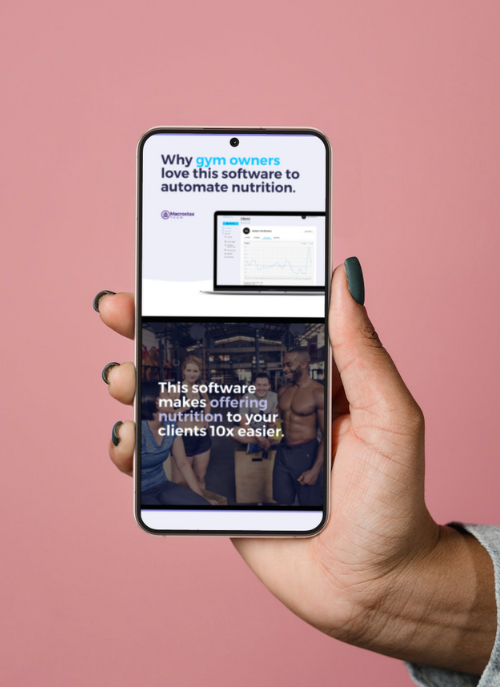 Why gym owners
love this software to
automate nutrition.
Macrostax
This software
makes offering
nutrition to your
clients 10x easier.